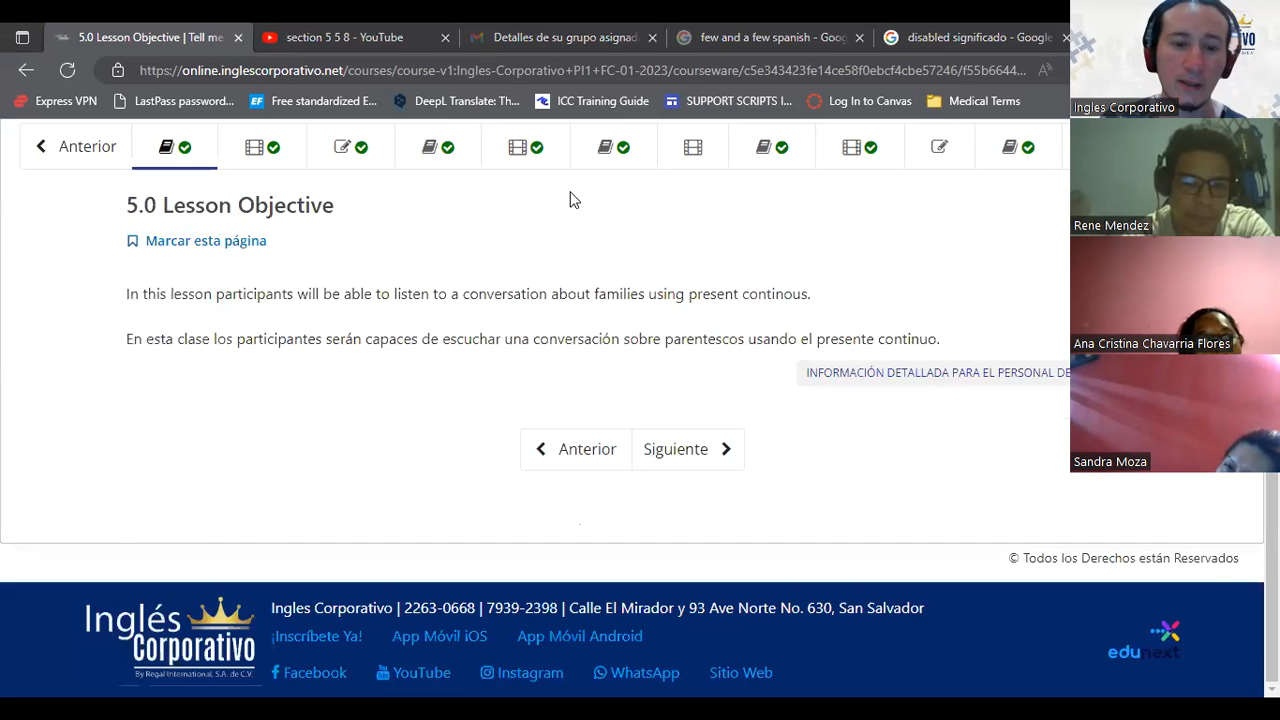 5.0 Lesson Objective | Tell me
section 5 5 8 - YouTube
Detalles de su grupo asignad
few and a few spanish - Goog
disabled significado - Google
https://online.inglescorporativo.net/courses/course-v1:Ingles-Corporativo+PI1+FC-01-2023/courseware/c5e343423fe14ce58f0ebcf4cbe57246/f55b6644...
Express VPN
LastPass password...
Free standardized E...
DeepL Translate: Th...
ICC Training Guide
SUPPORT SCRIPTS I...
Log In to Canvas
Medical Terms
Ingles Corporativo
Anterior
5.0 Lesson Objective
Rene Mendez
Marcar esta página
In this lesson participants will be able to listen to a conversation about families using present continous.
En esta clase los participantes serán capaces de escuchar una conversación sobre parentescos usando el presente continuo.
Ana Cristina Chavarria Flores
INFORMACIÓN DETALLADA PARA EL PERSONAL DE
Anterior
Siguiente
Sandra Moza
© Todos los Derechos están Reservados
Inglés
Corporativo
By Regal International, S.A. de C.V.
Ingles Corporativo | 2263-0668 | 7939-2398 | Calle El Mirador y 93 Ave Norte No. 630, San Salvador
¡Inscríbete Ya!
App Móvil iOS
App Móvil Android
Facebook
YouTube
Instagram
WhatsApp
Sitio Web
edunext